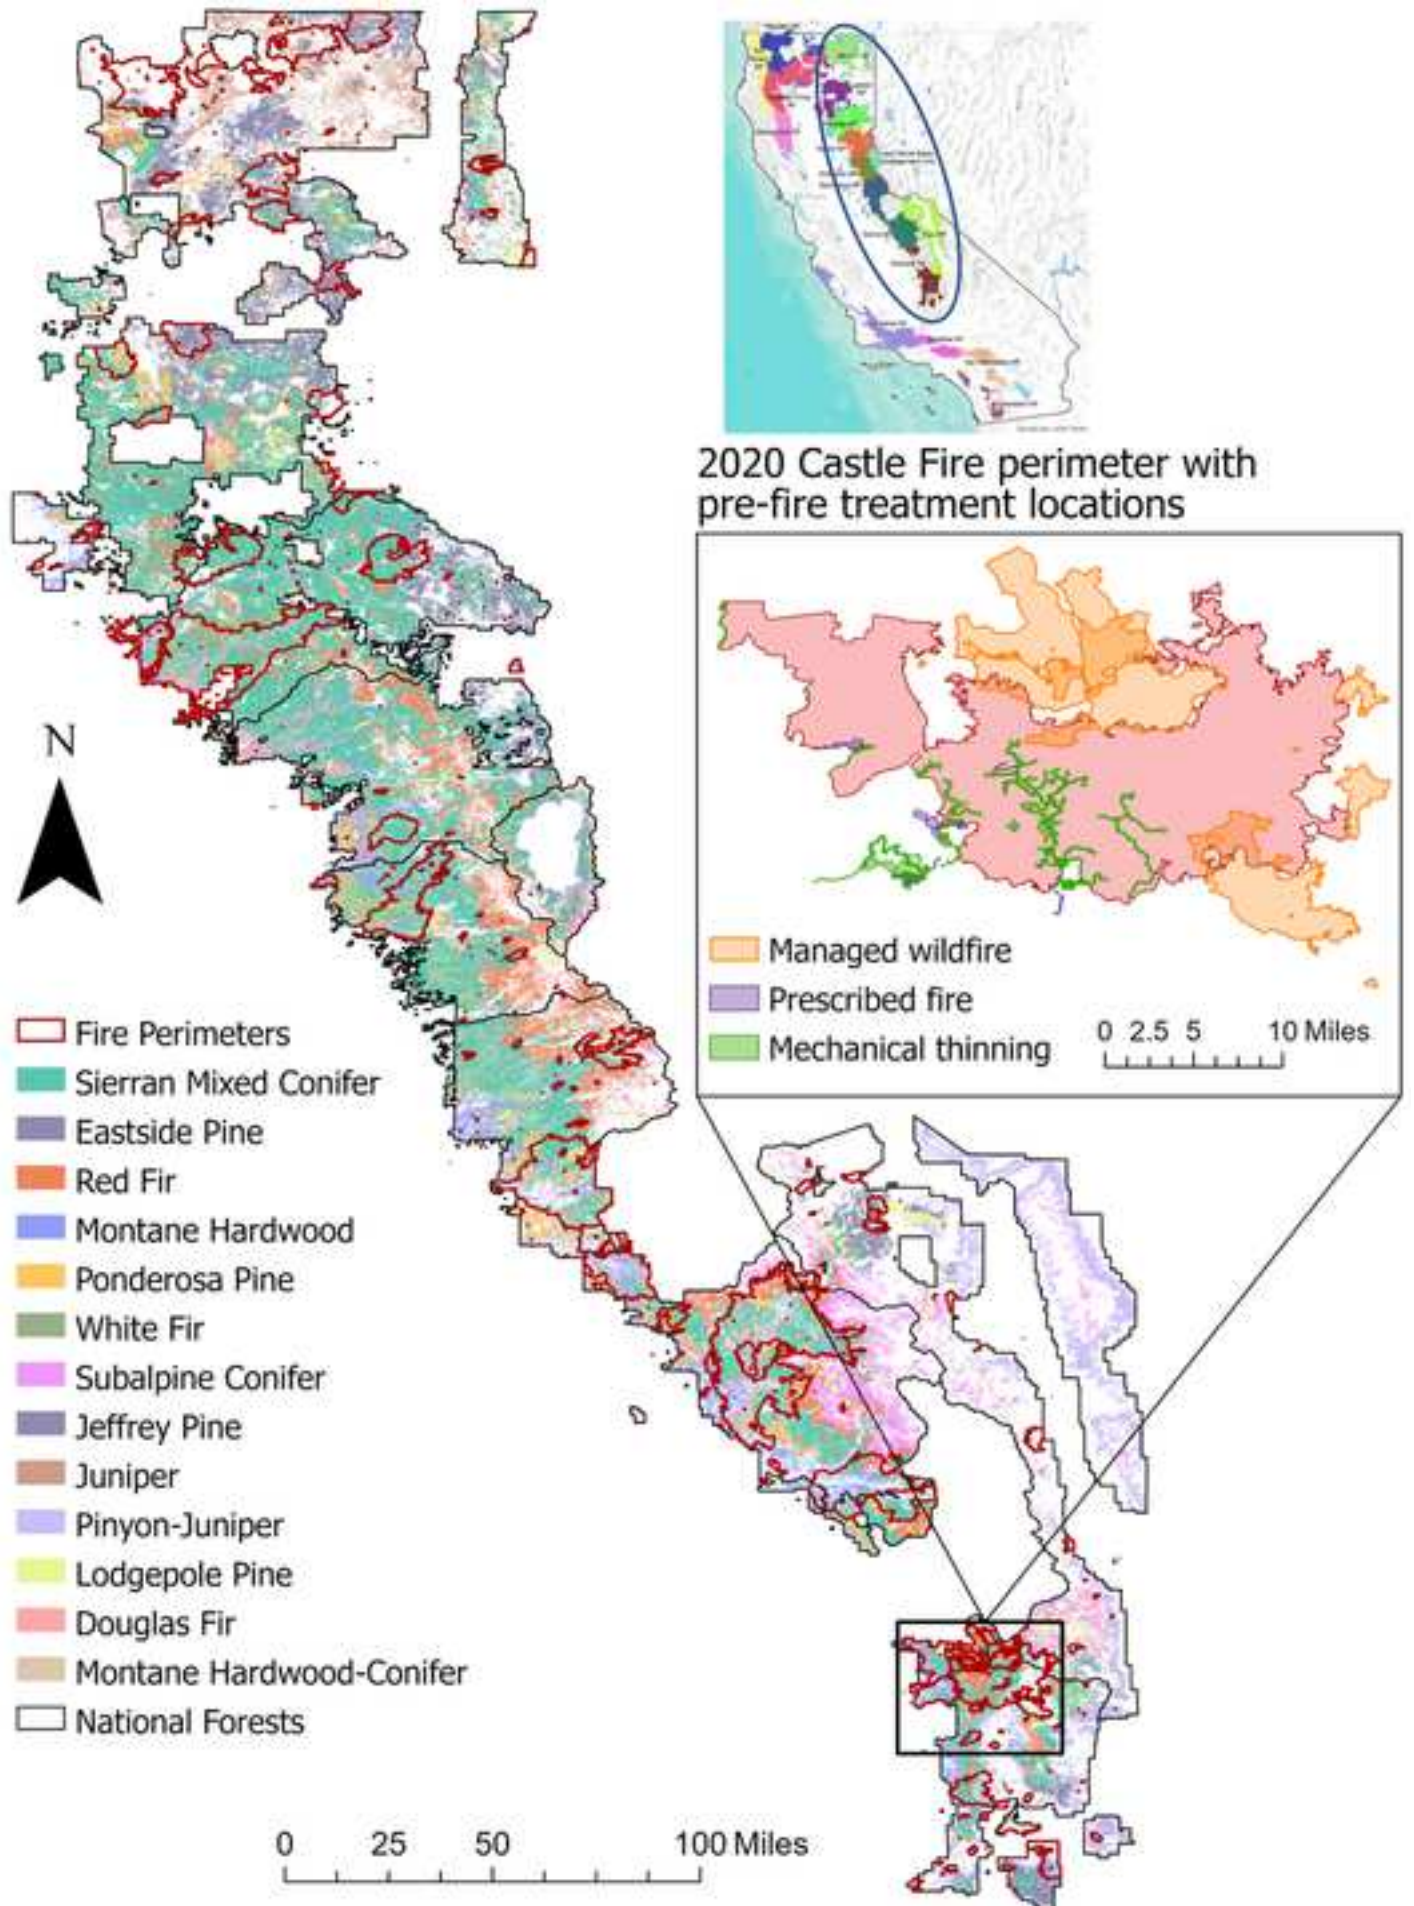 2020 Castle Fire perimeter with
pre-fire treatment locations
N
Managed wildfire
Prescribed fire
Mechanical thinning
0 2.5 5 10 Miles
Fire Perimeters
Sierran Mixed Conifer
Eastside Pine
Red Fir
Montane Hardwood
Ponderosa Pine
White Fir
Subalpine Conifer
Jeffrey Pine
Juniper
Pinyon-Juniper
Lodgepole Pine
Douglas Fir
Montane Hardwood-Conifer
National Forests
0 25 50 100 Miles